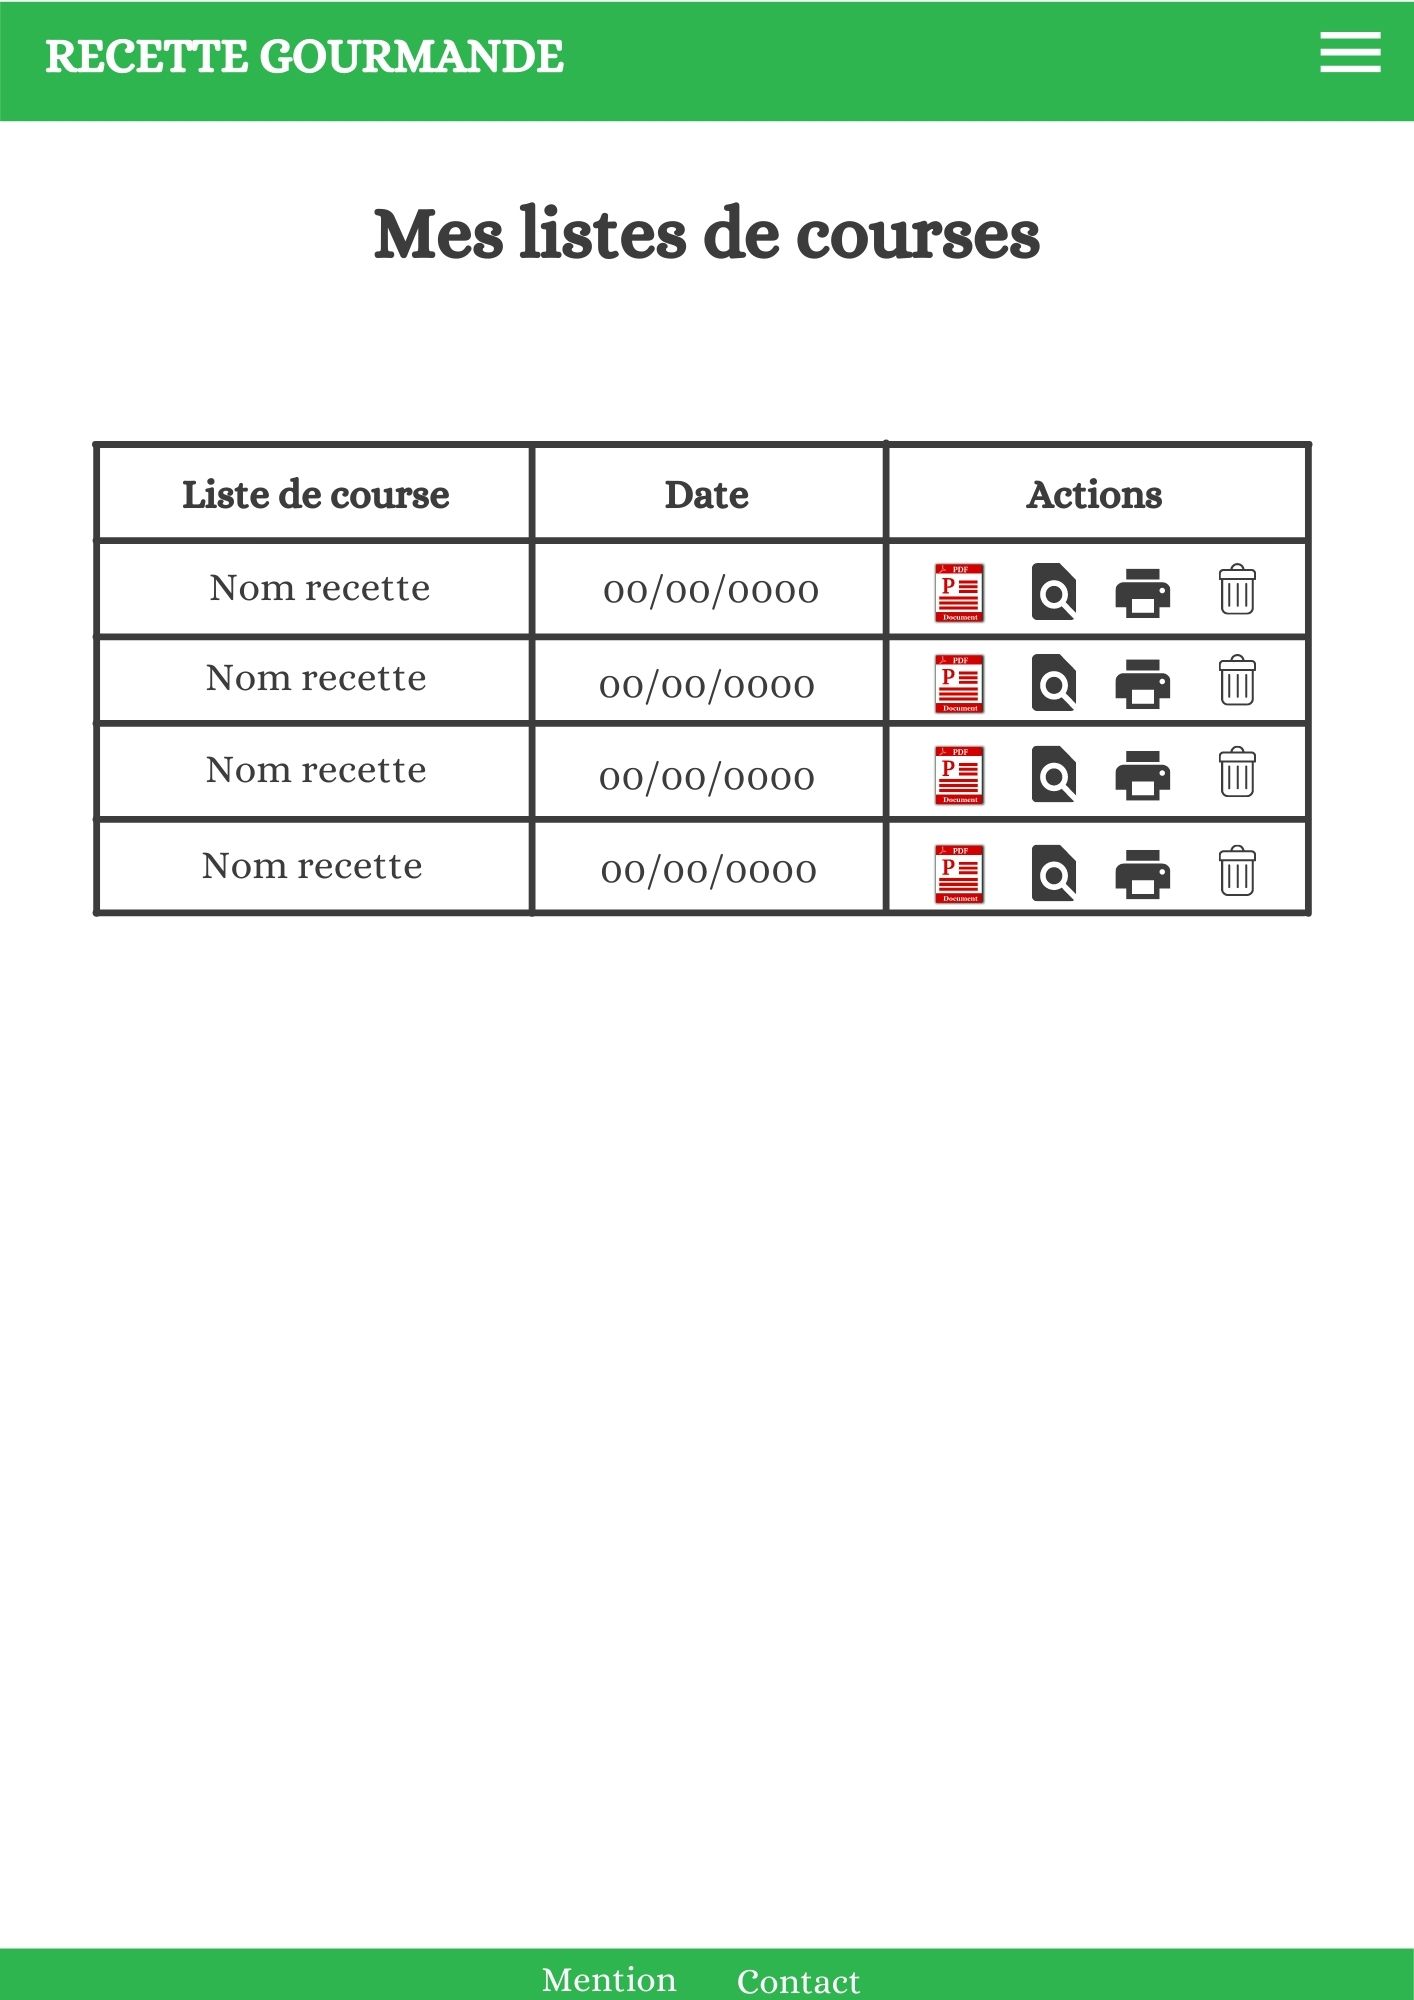 RECETTE GOURMANDE
Mes listes de courses
Liste de course Date Actions
Nom recette 00/00/0000 PDF P Document
Nom recette 00/00/0000 PDF P Document
Nom recette 00/00/0000 PDF P Document
Nom recette 00/00/0000 PDF P Document
Mention Contact